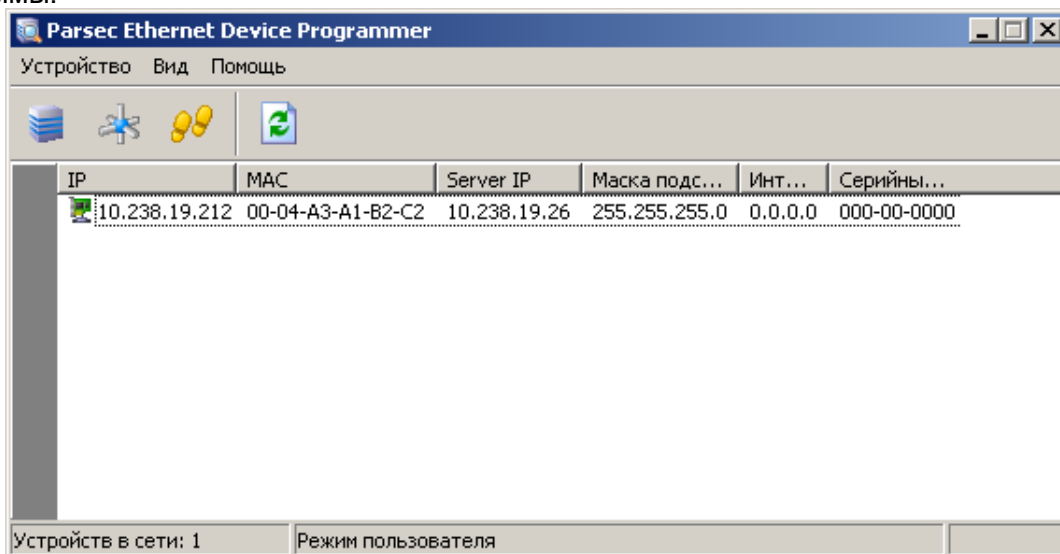 Parsec Ethernet Device Programmer
Устройство Вид Помощь
IP MAC Server IP Маска подс... Инт... Серийны...
10.238.19.212 00-04-A3-A1-B2-C2 10.238.19.26 255.255.255.0 0.0.0.0 000-00-0000
Устройств в сети: 1 Режим пользователя